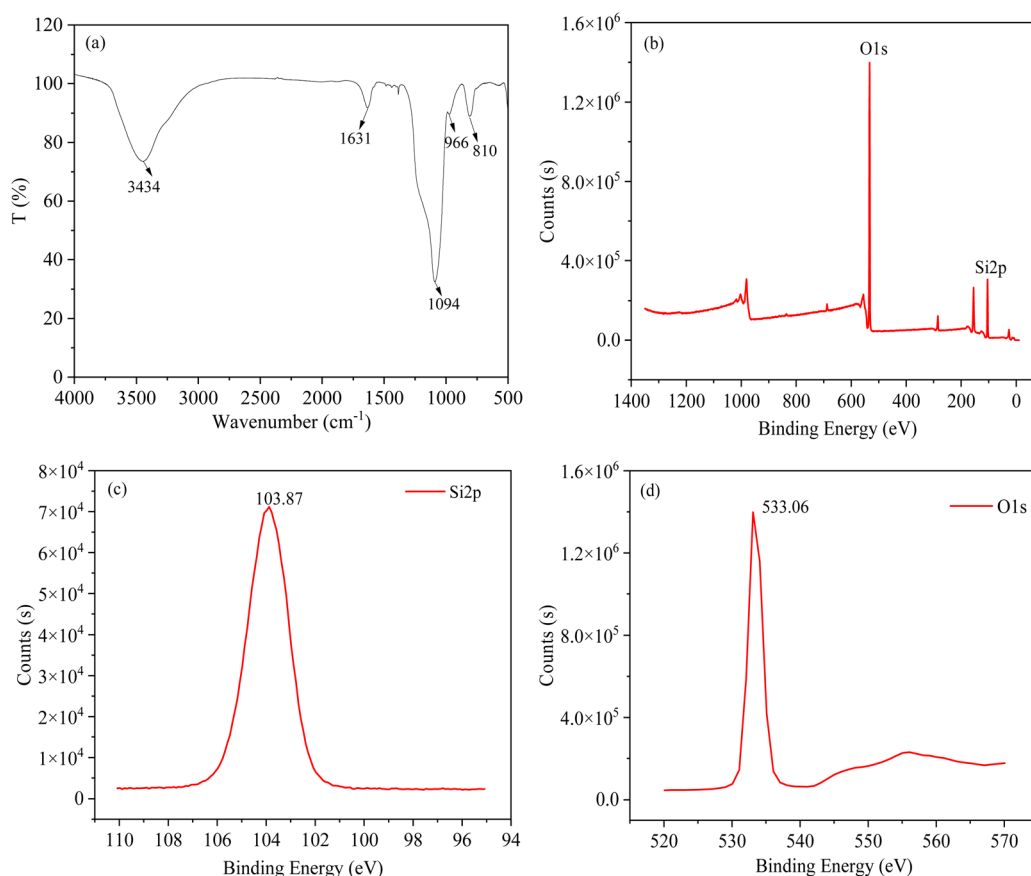 (a)
120
100
80
60
40
20
0
T (%)
3434
1631
1094
966
810
4000 3500 3000 2500 2000 1500 1000 500
Wavenumber (cm⁻¹)
(b)
O1s
Si2p
1.6×10⁶
1.2×10⁶
8.0×10⁵
4.0×10⁵
0.0
Counts (s)
1400 1200 1000 800 600 400 200 0
Binding Energy (eV)
(c)
103.87
Si2p
8×10⁴
7×10⁴
6×10⁴
5×10⁴
4×10⁴
3×10⁴
2×10⁴
1×10⁴
0
Counts (s)
110 108 106 104 102 100 98 96 94
Binding Energy (eV)
(d)
533.06
O1s
1.6×10⁶
1.2×10⁶
8.0×10⁵
4.0×10⁵
0.0
Counts (s)
520 530 540 550 560 570
Binding Energy (eV)